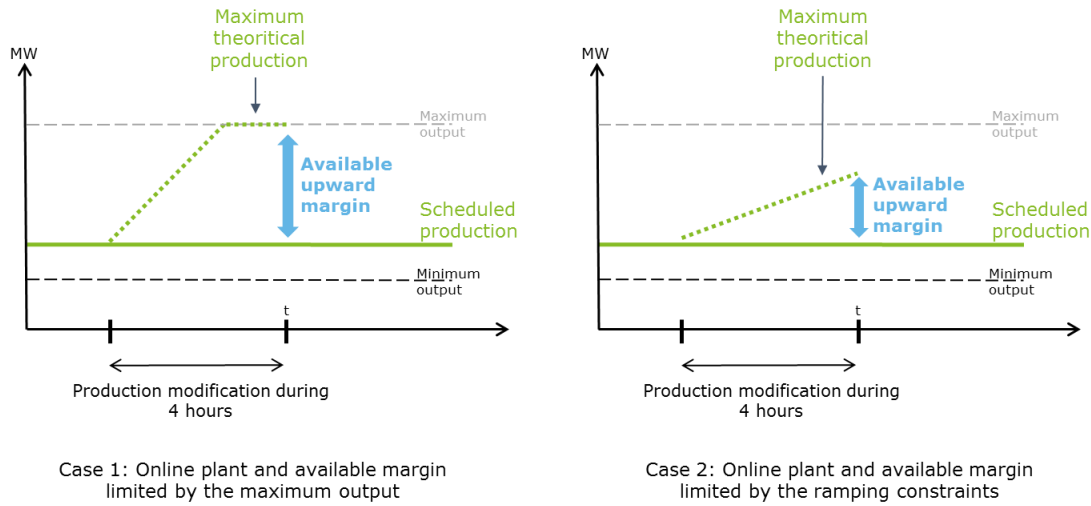 Maximum
theoritical
production
MW
Maximum
output
Available
upward
margin
Scheduled
production
Minimum
output
t
Production modification during
4 hours
Case 1: Online plant and available margin
limited by the maximum output
Maximum
theoritical
production
MW
Maximum
output
Available
upward
margin
Scheduled
production
Minimum
output
t
Production modification during
4 hours
Case 2: Online plant and available margin
limited by the ramping constraints